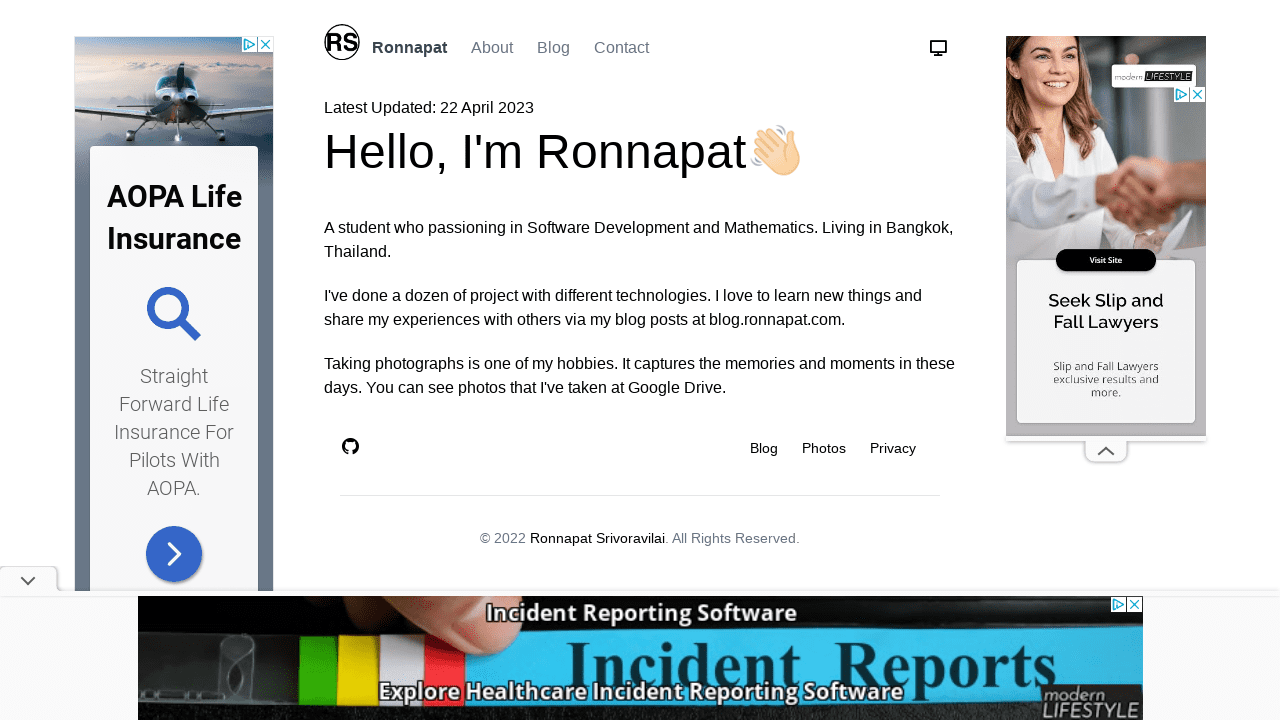 RS
Ronnapat
About
Blog
Contact
Latest Updated: 22 April 2023
Hello, I'm Ronnapat👋
A student who passioning in Software Development and Mathematics. Living in Bangkok,
Thailand.
I've done a dozen of project with different technologies. I love to learn new things and
share my experiences with others via my blog posts at blog.ronnapat.com.
Taking photographs is one of my hobbies. It captures the memories and moments in these
days. You can see photos that I've taken at Google Drive.
Blog
Photos
Privacy
© 2022 Ronnapat Srivoravilai. All Rights Reserved.
AOPA Life
Insurance
Straight
Forward Life
Insurance For
Pilots With
AOPA.
modern LIFESTYLE
Visit Site
Seek Slip and
Fall Lawyers
Slip and Fall Lawyers
exclusive results and
more.
Incident Reporting Software
Incident Reports
Explore Healthcare Incident Reporting Software
modern
LIFESTYLE